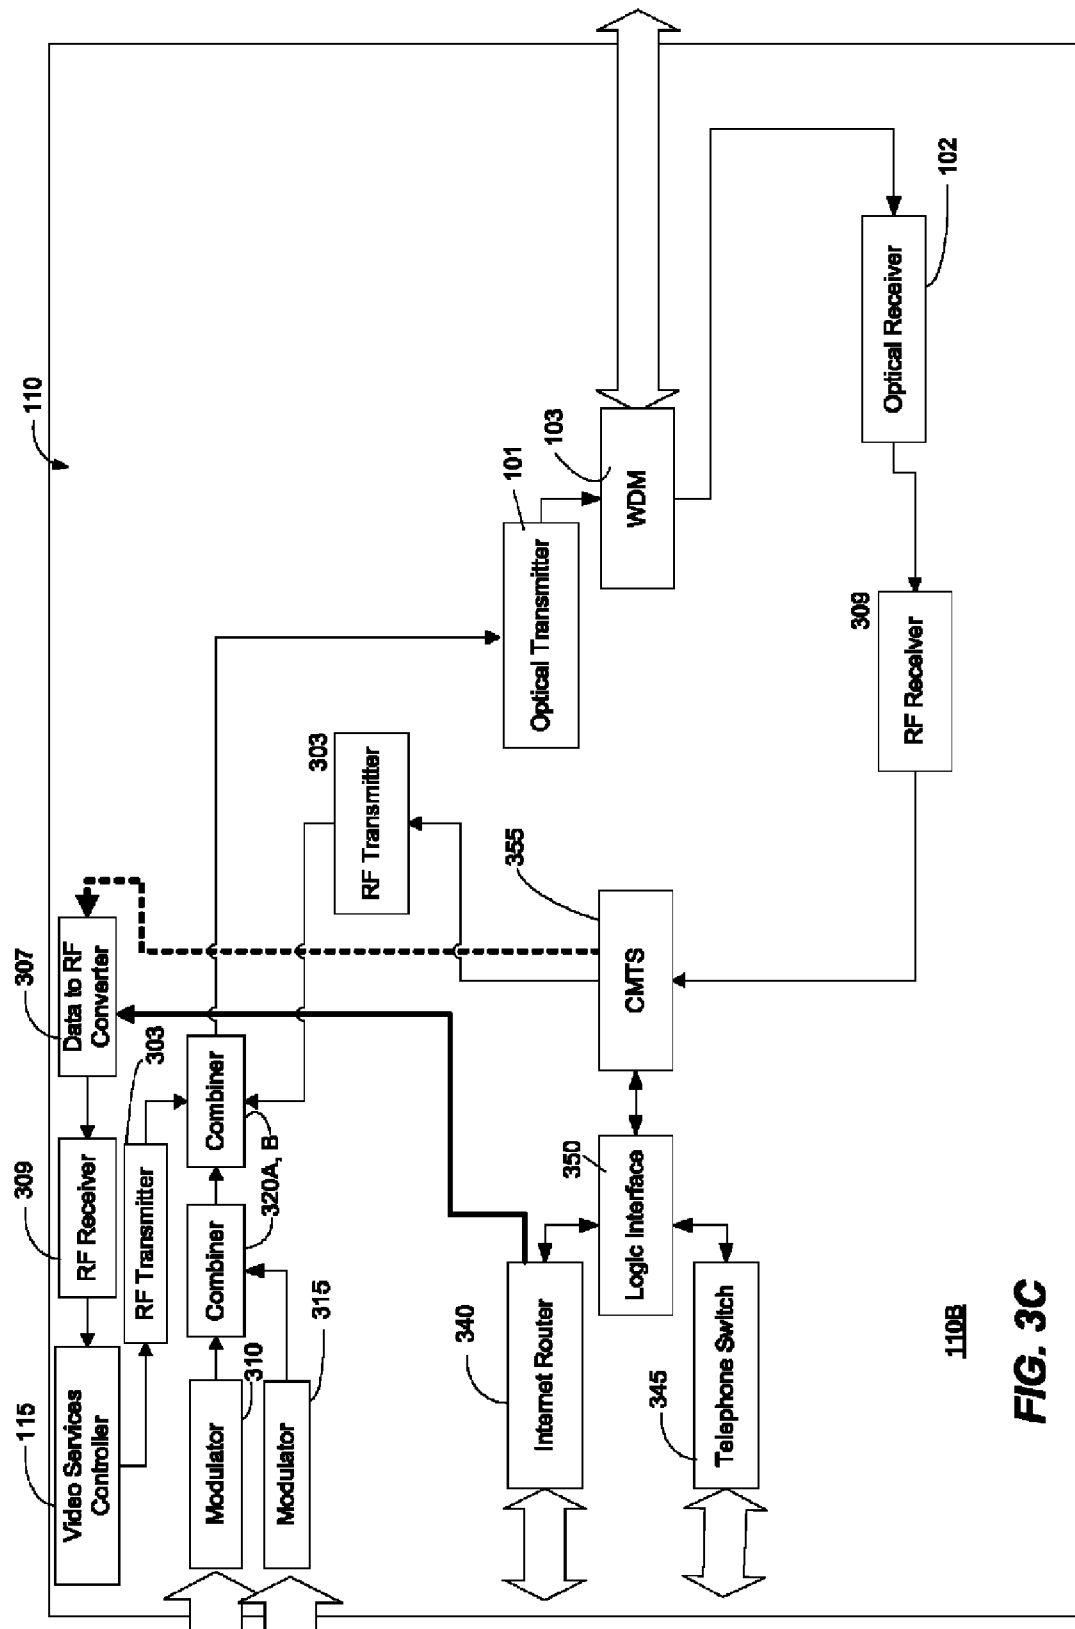 110
115
Video Services
Controller
309
RF Receiver
307
Data to RF
Converter
303
RF Transmitter
310
Modulator
315
Modulator
Combiner
Combiner
320A, B
303
RF Transmitter
101
Optical Transmitter
103
WDM
102
Optical Receiver
309
RF Receiver
355
CMTS
350
Logic Interface
340
Internet Router
345
Telephone Switch
110B
FIG. 3C